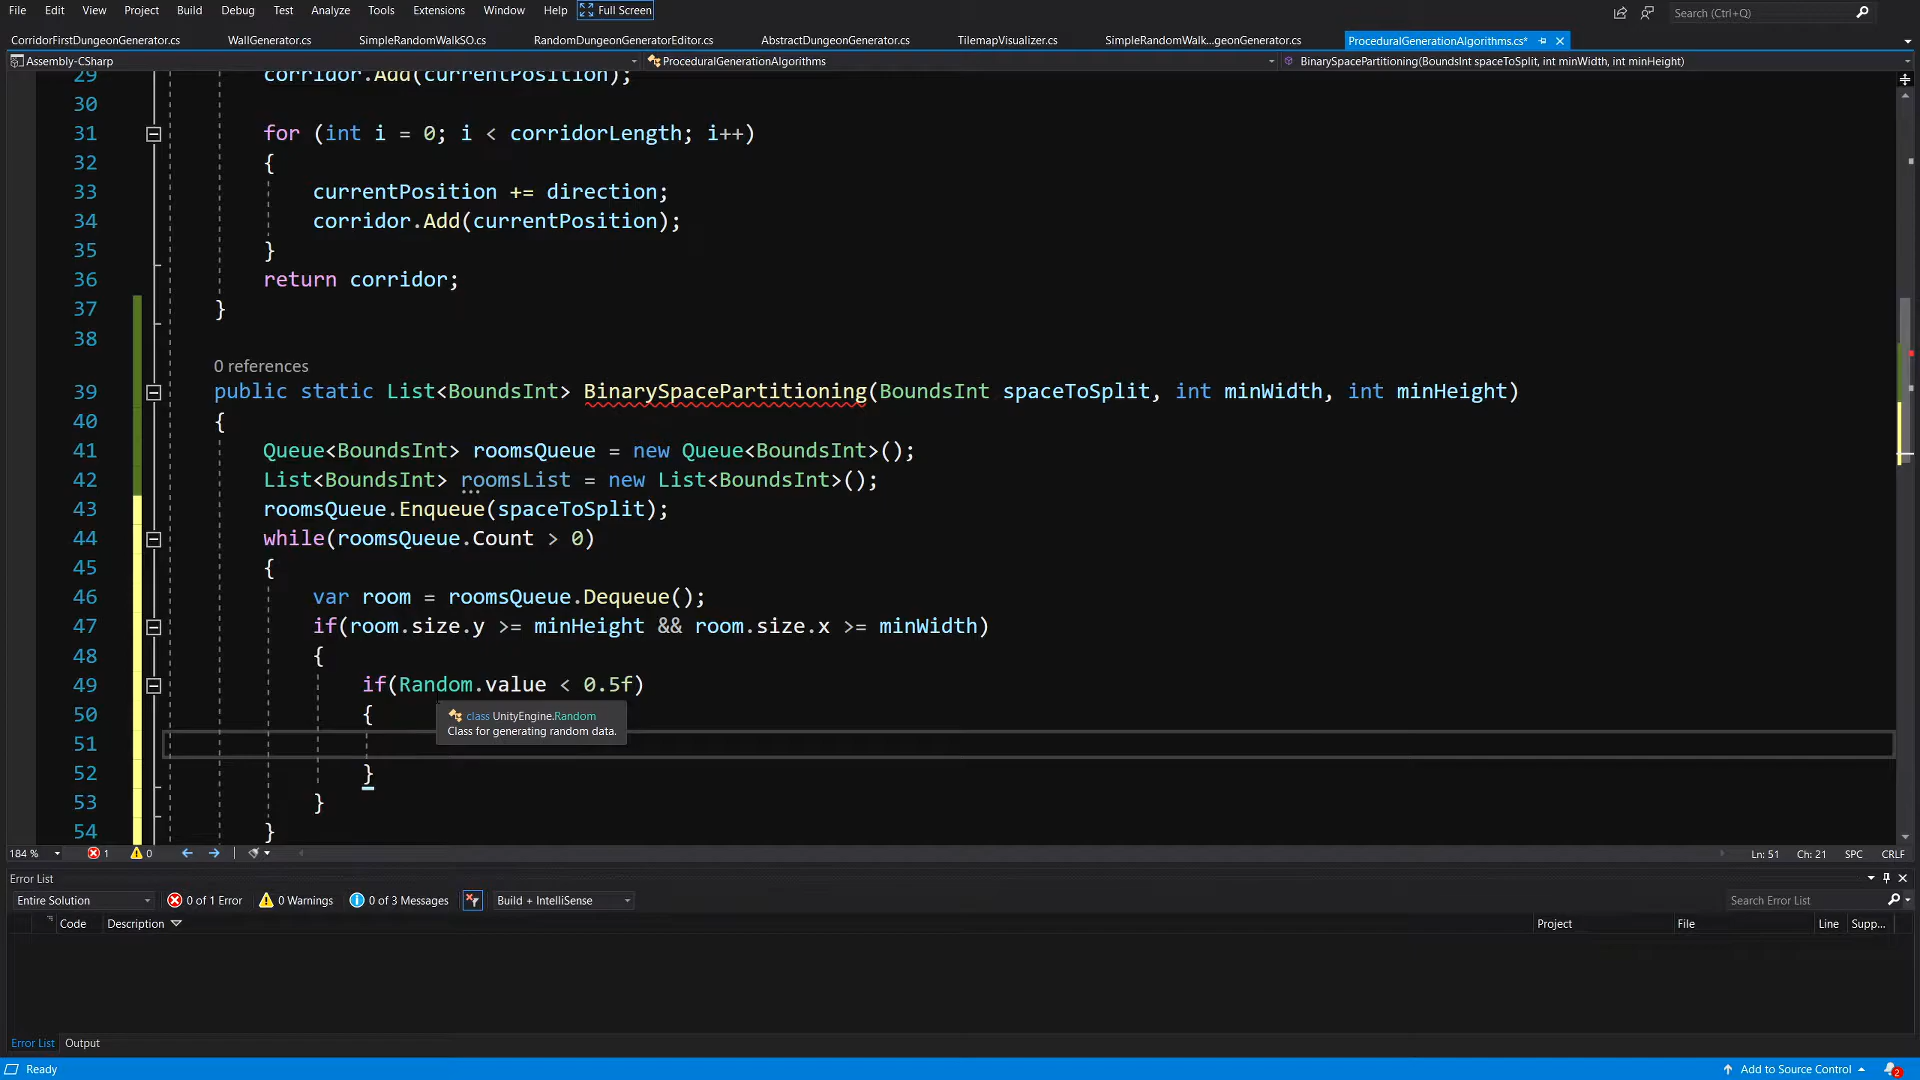 File Edit View Project Build Debug Test Analyze Tools Extensions Window Help Full Screen Search (Ctrl+Q)
CorridorFirstDungeonGenerator.cs WallGenerator.cs SimpleRandomWalkSO.cs RandomDungeonGeneratorEditor.cs AbstractDungeonGenerator.cs TilemapVisualizer.cs SimpleRandomWalk...geonGenerator.cs ProceduralGenerationAlgorithms.cs*
Assembly-CSharp ProceduralGenerationAlgorithms BinarySpacePartitioning(BoundsInt spaceToSplit, int minWidth, int minHeight)
29 corridor.Add(currentPosition);
30
31 for (int i = 0; i < corridorLength; i++)
32 {
33 currentPosition += direction;
34 corridor.Add(currentPosition);
35 }
36 return corridor;
37 }
38
0 references
39 public static List<BoundsInt> BinarySpacePartitioning(BoundsInt spaceToSplit, int minWidth, int minHeight)
40 {
41 Queue<BoundsInt> roomsQueue = new Queue<BoundsInt>();
42 List<BoundsInt> roomsList = new List<BoundsInt>();
43 roomsQueue.Enqueue(spaceToSplit);
44 while(roomsQueue.Count > 0)
45 {
46 var room = roomsQueue.Dequeue();
47 if(room.size.y >= minHeight && room.size.x >= minWidth)
48 {
49 if(Random.value < 0.5f)
50 {
class UnityEngine.Random
Class for generating random data.
51
52 }
53 }
54 }
184 % 1 0 Ln: 51 Ch: 21 SPC CRLF
Error List
Entire Solution 0 of 1 Error 0 Warnings 0 of 3 Messages Build + IntelliSense Search Error List
Code Description Project File Line Supp...
Error List Output
Ready Add to Source Control 2